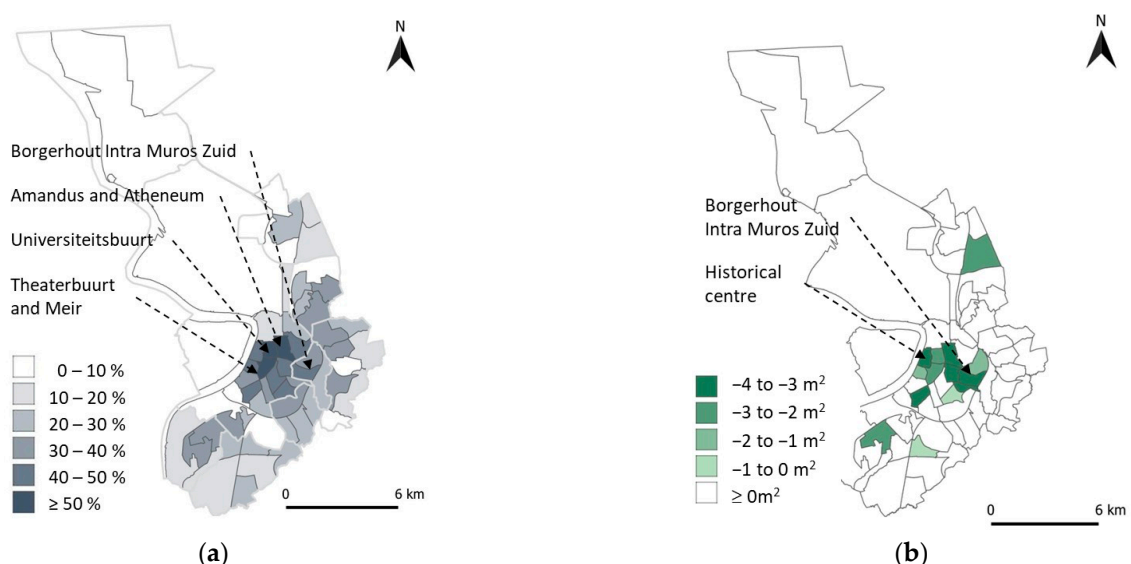 N
Borgerhout Intra Muros Zuid
Amandus and Atheneum
Universiteitsbuurt
Theaterbuurt
and Meir
0 – 10 %
10 – 20 %
20 – 30 %
30 – 40 %
40 – 50 %
≥ 50 %
0 6 km
(a)
N
Borgerhout
Intra Muros Zuid
Historical
centre
−4 to −3 m²
−3 to −2 m²
−2 to −1 m²
−1 to 0 m²
≥ 0m²
0 6 km
(b)